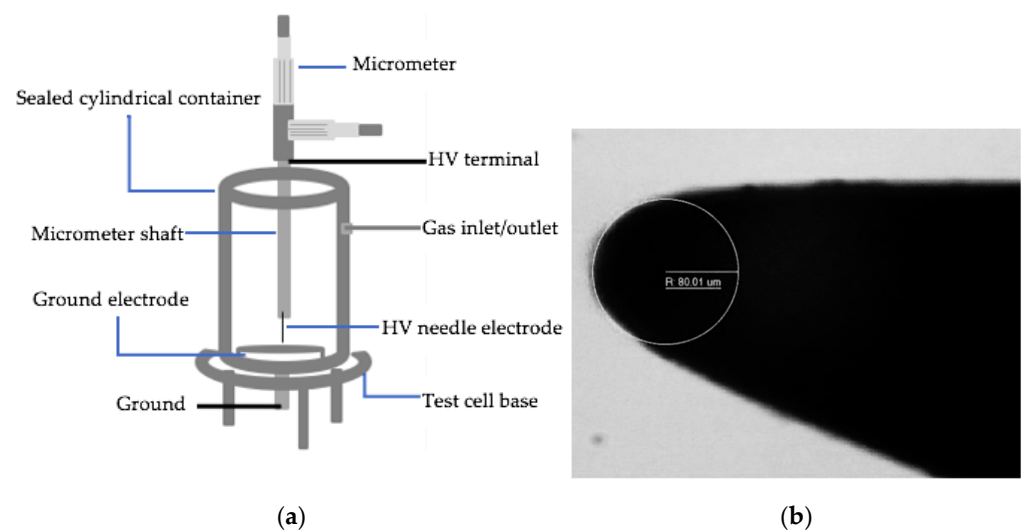 Micrometer
Sealed cylindrical container
HV terminal
Micrometer shaft
Gas inlet/outlet
Ground electrode
HV needle electrode
Ground
Test cell base
R: 80.01 um
(a)
(b)